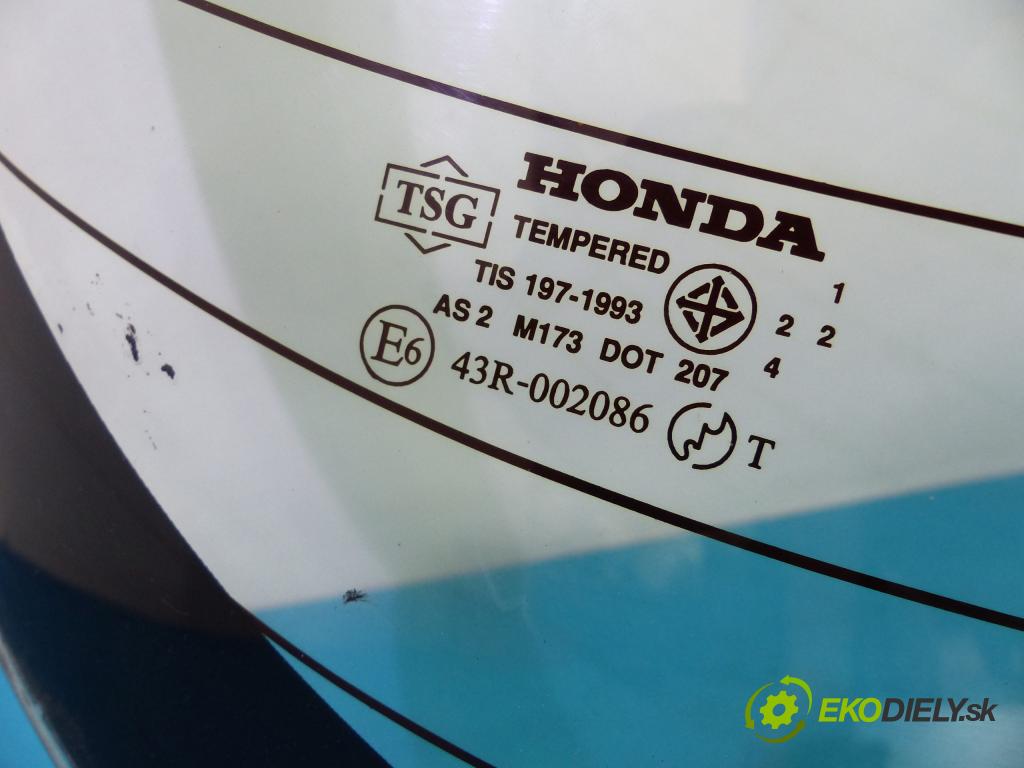 HONDA
TSG TEMPERED
TIS 197-1993 2 2 1
AS 2 M173 DOT 207 4
E6 43R-002086 T
EKODIELY.sk